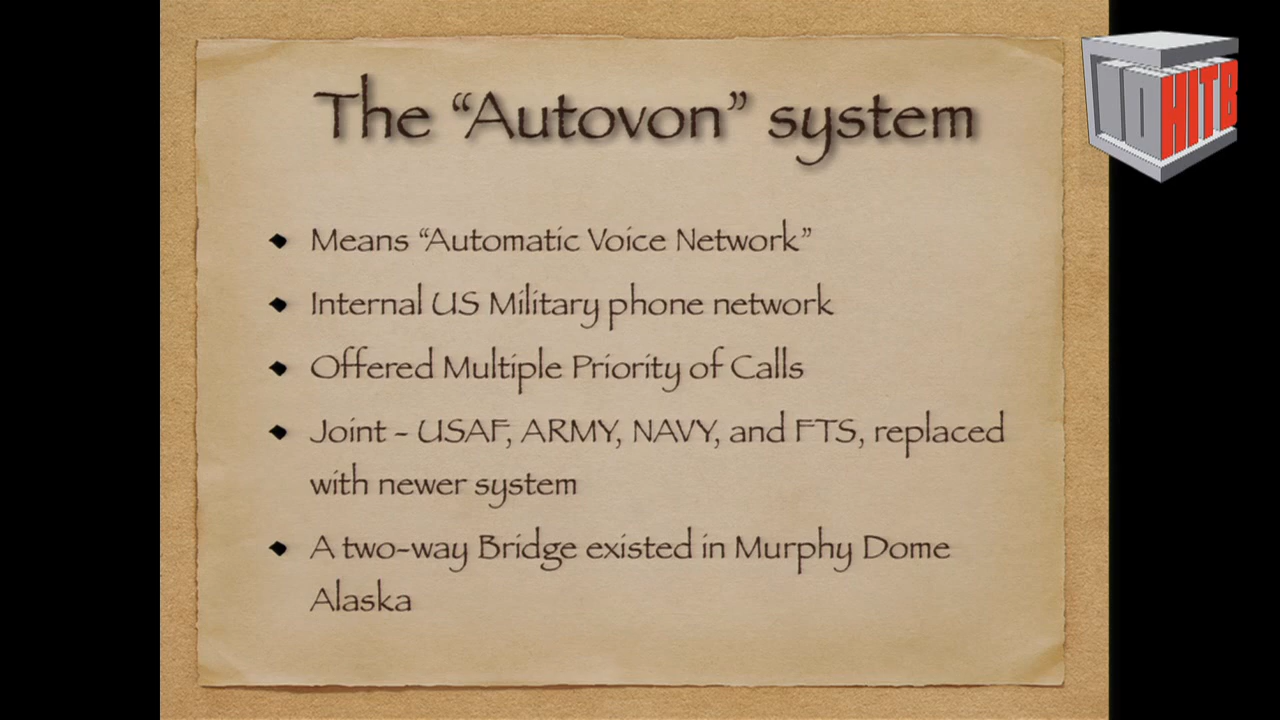 The “Autovon” system
Means “Automatic Voice Network”
Internal US Military phone network
Offered Multiple Priority of Calls
Joint - USAF, ARMY, NAVY, and FTS, replaced
with newer system
A two-way Bridge existed in Murphy Dome
Alaska
10 HITB